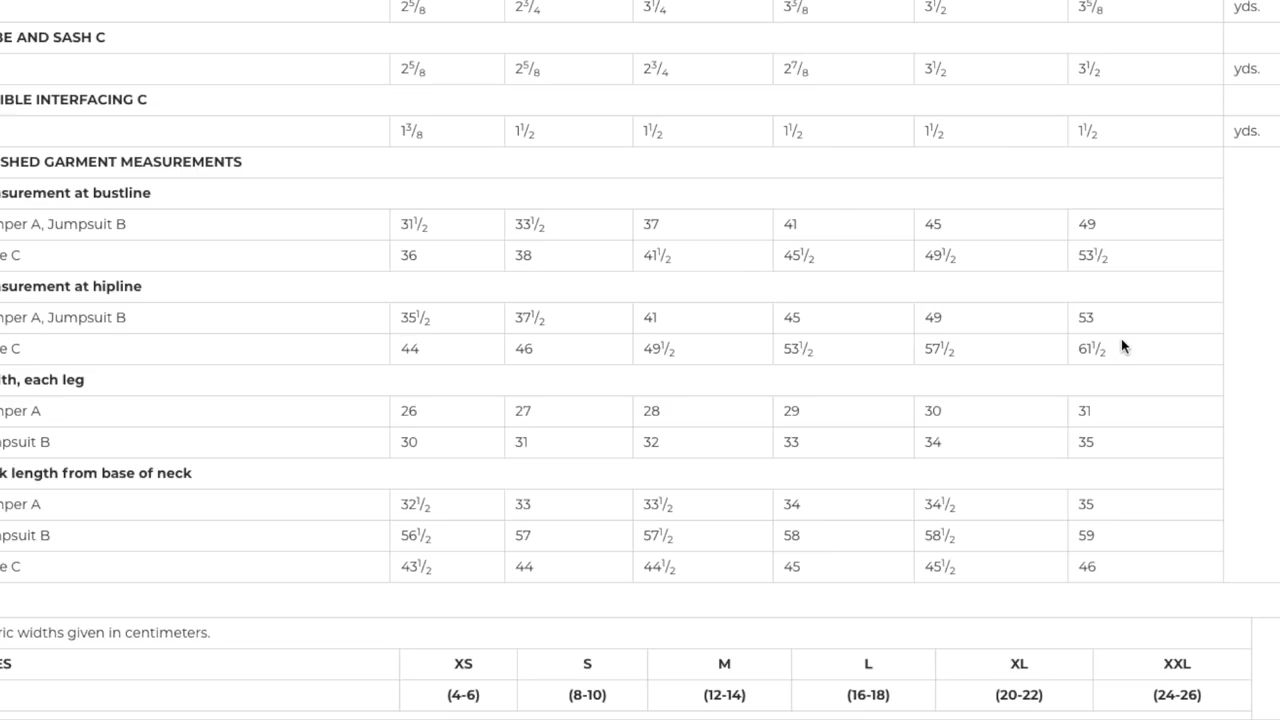 2⅝ 2¾ 3¼ 3⅜ 3½ 3⅝ yds.
BE AND SASH C
2⅝ 2⅝ 2¾ 2⅞ 3½ 3½ yds.
IBLE INTERFACING C
1⅜ 1½ 1½ 1½ 1½ 1½ yds.
SHED GARMENT MEASUREMENTS
surement at bustline
per A, Jumpsuit B 31½ 33½ 37 41 45 49
e C 36 38 41½ 45½ 49½ 53½
surement at hipline
per A, Jumpsuit B 35½ 37½ 41 45 49 53
e C 44 46 49½ 53½ 57½ 61½
th, each leg
per A 26 27 28 29 30 31
psuit B 30 31 32 33 34 35
k length from base of neck
per A 32½ 33 33½ 34 34½ 35
psuit B 56½ 57 57½ 58 58½ 59
e C 43½ 44 44½ 45 45½ 46
ric widths given in centimeters.
ES XS S M L XL XXL
(4-6) (8-10) (12-14) (16-18) (20-22) (24-26)